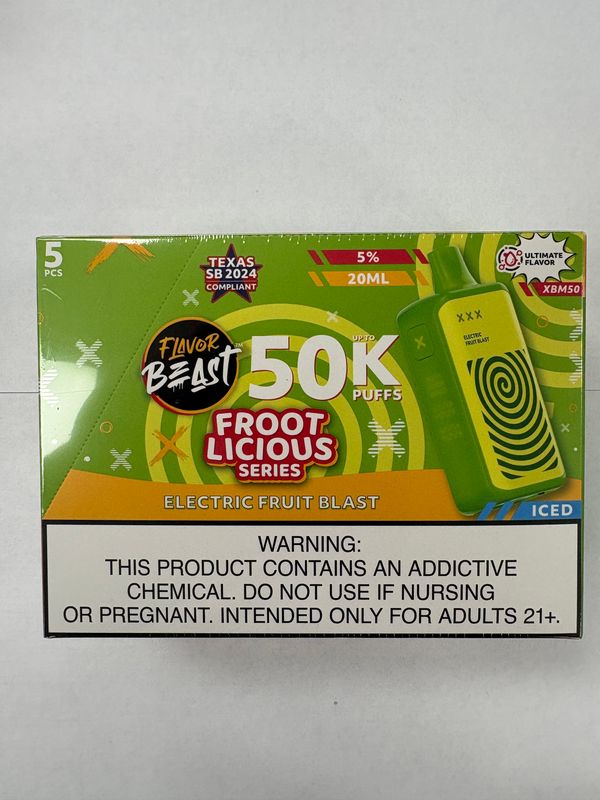 5
PCS
TEXAS
SB 2024
COMPLIANT
5%
20ML
ULTIMATE
FLAVOR
XBM50
FLAVOR
BEAST™
UP TO
50K
PUFFS
XXX
ELECTRIC
FRUIT BLAST
X
FROOT
LICIOUS
SERIES
ELECTRIC FRUIT BLAST
ICED
WARNING:
THIS PRODUCT CONTAINS AN ADDICTIVE
CHEMICAL. DO NOT USE IF NURSING
OR PREGNANT. INTENDED ONLY FOR ADULTS 21+.